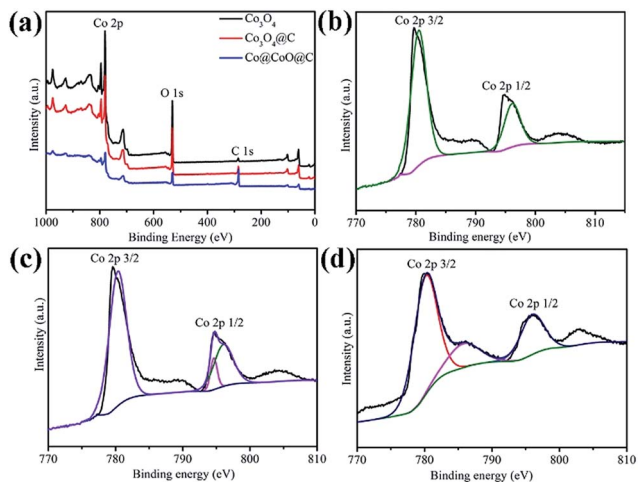 (a)
Co 2p
Co₃O₄
Co₃O₄@C
Co@CoO@C
O 1s
C 1s
Intensity (a.u.)
1000 800 600 400 200 0
Binding Energy (eV)
(b)
Co 2p 3/2
Co 2p 1/2
Intensity (a.u.)
770 780 790 800 810
Binding energy (eV)
(c)
Co 2p 3/2
Co 2p 1/2
Intensity (a.u.)
770 780 790 800 810
Binding energy (eV)
(d)
Co 2p 3/2
Co 2p 1/2
Intensity (a.u.)
770 780 790 800 810
Binding energy (eV)